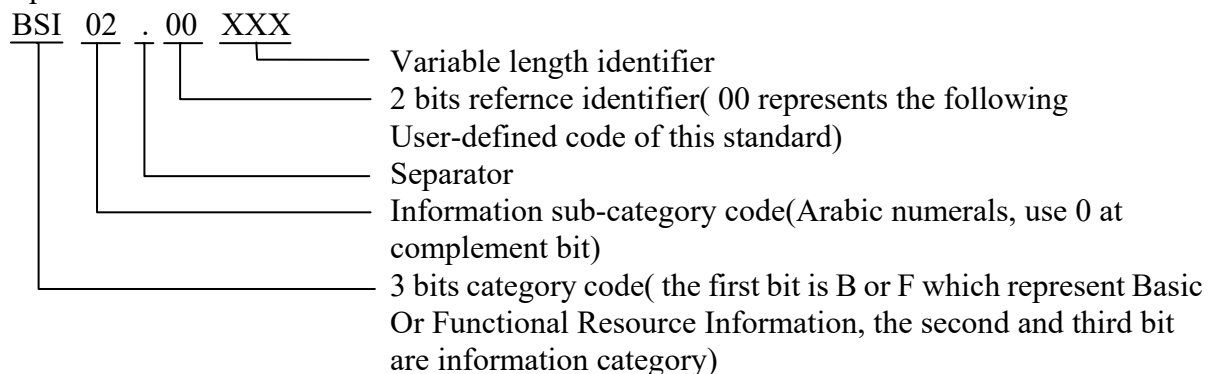 BSI 02 . 00 XXX
Variable length identifier
2 bits refernce identifier( 00 represents the following
User-defined code of this standard)
Separator
Information sub-category code(Arabic numerals, use 0 at
complement bit)
3 bits category code( the first bit is B or F which represent Basic
Or Functional Resource Information, the second and third bit
are information category)